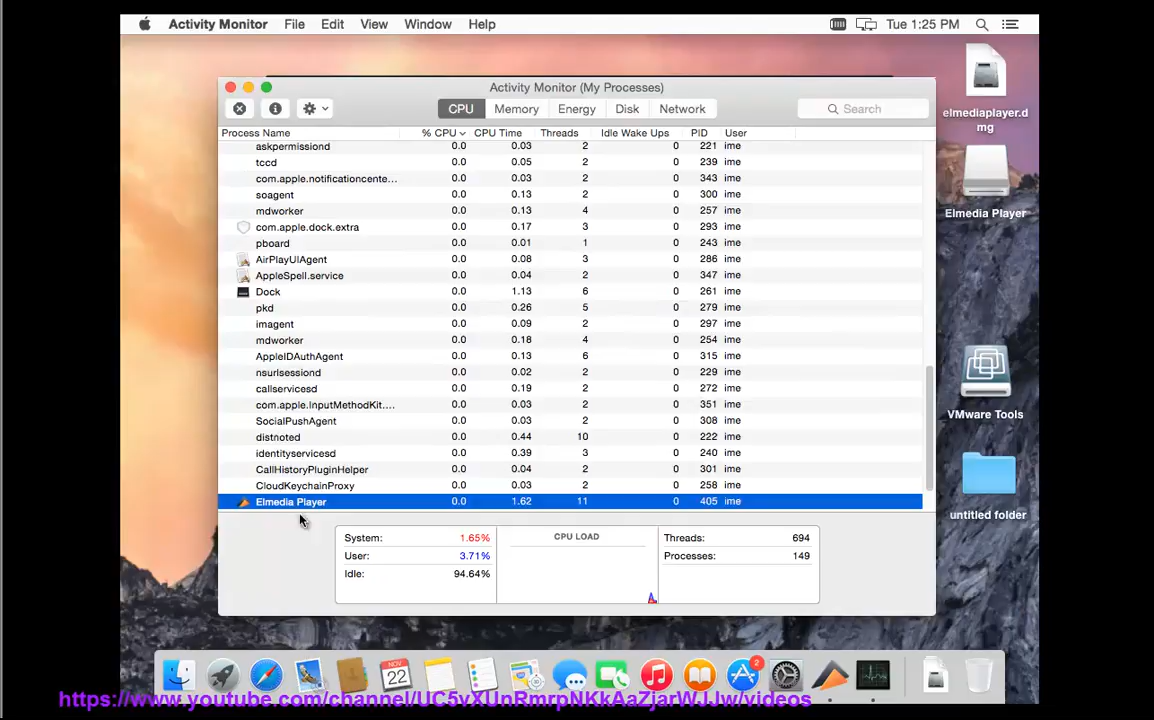 Activity Monitor File Edit View Window Help Tue 1:25 PM
Activity Monitor (My Processes)
CPU Memory Energy Disk Network Search
Process Name % CPU CPU Time Threads Idle Wake Ups PID User
askpermissiond 0.0 0.03 2 0 221 ime
tccd 0.0 0.05 2 0 239 ime
com.apple.notificationcente... 0.0 0.03 2 0 343 ime
soagent 0.0 0.13 2 0 300 ime
mdworker 0.0 0.13 4 0 257 ime
com.apple.dock.extra 0.0 0.17 3 0 293 ime
pboard 0.0 0.01 1 0 243 ime
AirPlayUIAgent 0.0 0.08 3 0 286 ime
AppleSpell.service 0.0 0.04 2 0 347 ime
Dock 0.0 1.13 6 0 261 ime
pkd 0.0 0.26 5 0 279 ime
imagent 0.0 0.09 2 0 297 ime
mdworker 0.0 0.18 4 0 254 ime
AppleIDAuthAgent 0.0 0.13 6 0 315 ime
nsurlsessiond 0.0 0.02 2 0 229 ime
callservicesd 0.0 0.19 2 0 272 ime
com.apple.InputMethodKit.... 0.0 0.03 2 0 351 ime
SocialPushAgent 0.0 0.03 2 0 308 ime
distnoted 0.0 0.44 10 0 222 ime
identityservicesd 0.0 0.39 3 0 240 ime
CallHistoryPluginHelper 0.0 0.04 2 0 301 ime
CloudKeychainProxy 0.0 0.03 2 0 258 ime
Elmedia Player 0.0 1.62 11 0 405 ime
System: 1.65%
User: 3.71%
Idle: 94.64%
CPU LOAD
Threads: 694
Processes: 149
elmediaplayer.d
mg
Elmedia Player
VMware Tools
untitled folder
NOV
22
2
https://www.youtube.com/channel/UC5vXUnRmrpNKkAaZjarWJJw/videos